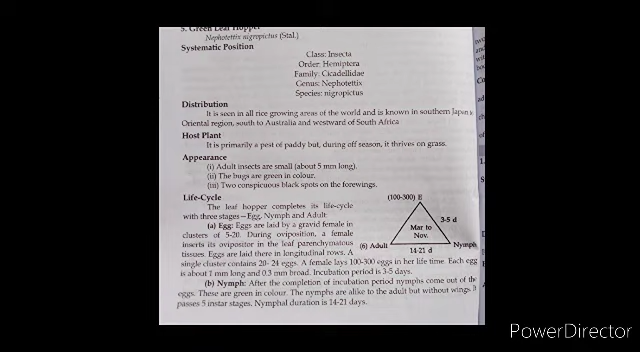 5. Green Leaf Hopper
Nephotettix nigropictus (Stal.)
Systematic Position
Class: Insecta
Order: Hemiptera
Family: Cicadellidae
Genus: Nephotettix
Species: nigropictus
Distribution
It is seen in all rice growing areas of the world and is known in southern Japan to
Oriental region, south to Australia and westward of South Africa
Host Plant
It is primarily a pest of paddy but, during off season, it thrives on grass.
Appearance
(i) Adult insects are small (about 5 mm long).
(ii) The bugs are green in colour.
(iii) Two conspicuous black spots on the forewings.
Life-Cycle
The leaf hopper completes its life-cycle
with three stages—Egg, Nymph and Adult
(a) Egg: Eggs are laid by a gravid female in
clusters of 5-20. During oviposition, a female
inserts its ovipositor in the leaf parenchymatous
tissues. Eggs are laid there in longitudinal rows. A
single cluster contains 20- 24 eggs. A female lays 100-300 eggs in her life time. Each egg
is about 1 mm long and 0.3 mm broad. Incubation period is 3-5 days.
(b) Nymph: After the completion of incubation period nymphs come out of the
eggs. These are green in colour. The nymphs are alike to the adult but without wings. It
passes 5 instar stages. Nymphal duration is 14-21 days.
(100-300) E
3-5 d
Mar to
Nov.
(6) Adult
Nymph
14-21 d
PowerDirector